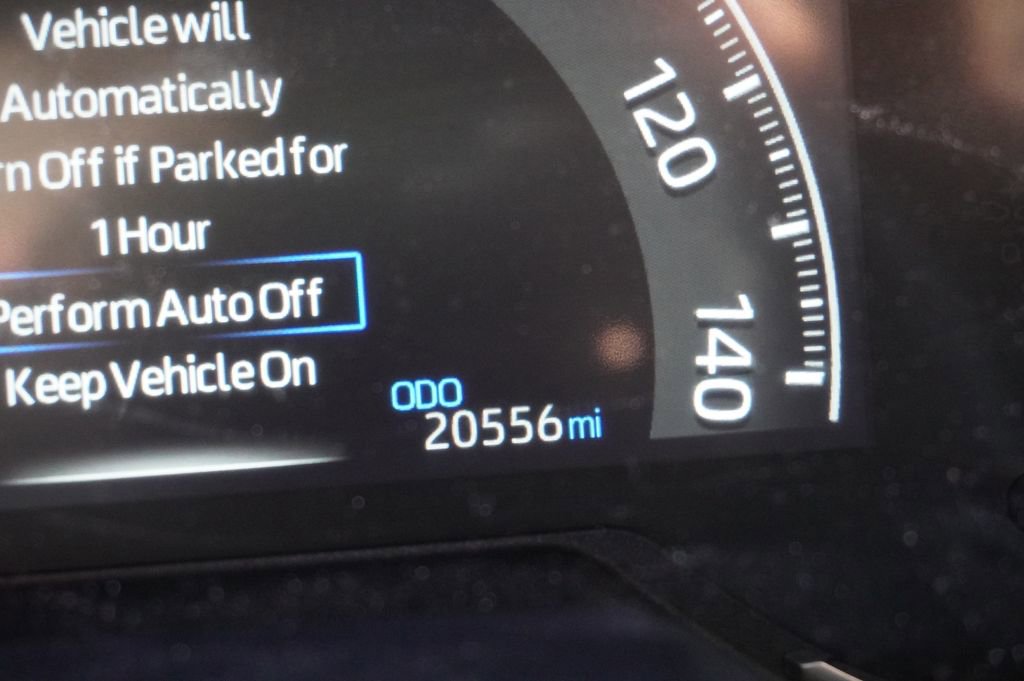 Vehicle will
Automatically
rn Off if Parked for
1 Hour
Perform Auto Off
Keep Vehicle On
ODO
20556 mi
120
140